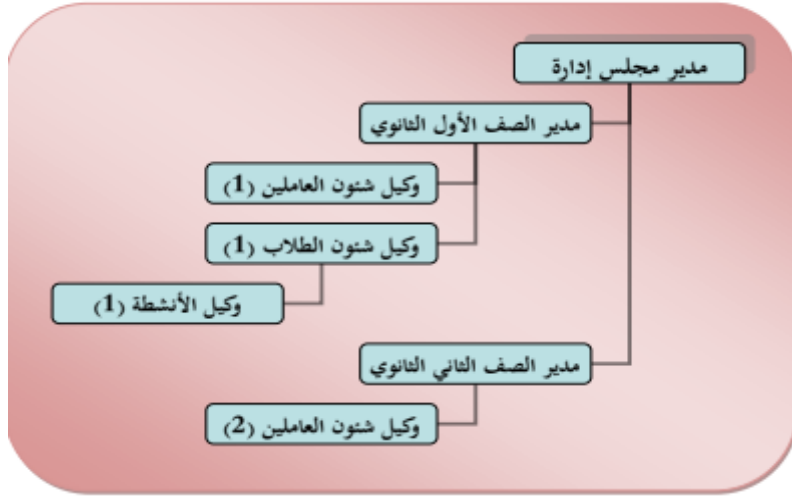 مدير مجلس إدارة
مدير الصف الأول الثانوي
وكيل شئون العاملين (1)
وكيل شئون الطلاب (1)
وكيل الأنشطة (1)
مدير الصف الثاني الثانوي
وكيل شئون العاملين (2)